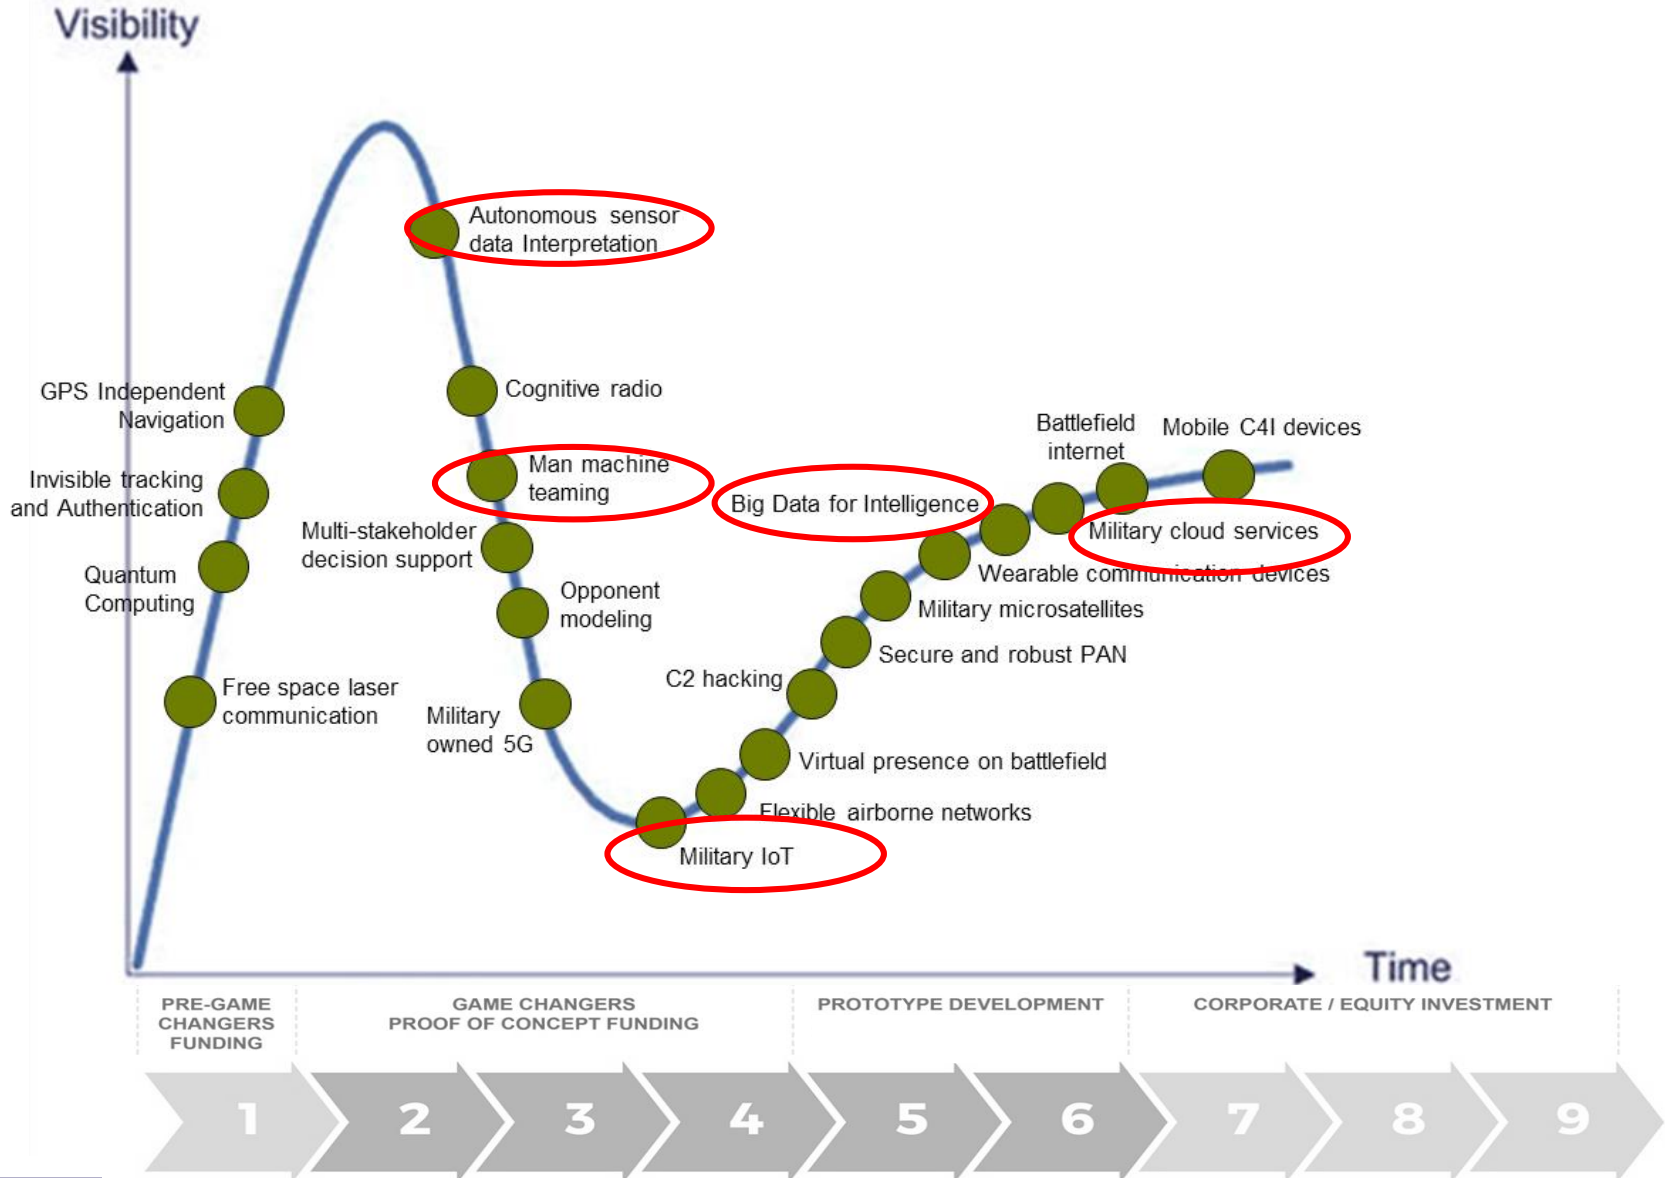 Visibility
Autonomous sensor
data Interpretation
GPS Independent
Navigation
Cognitive radio
Battlefield
internet
Mobile C4I devices
Invisible tracking
and Authentication
Man machine
teaming
Big Data for Intelligence
Multi-stakeholder
decision support
Military cloud services
Quantum
Computing
Opponent
modeling
Wearable communication devices
Military microsatellites
Secure and robust PAN
C2 hacking
Free space laser
communication
Military
owned 5G
Virtual presence on battlefield
Flexible airborne networks
Military IoT
Time
PRE-GAME
CHANGERS
FUNDING
GAME CHANGERS
PROOF OF CONCEPT FUNDING
PROTOTYPE DEVELOPMENT
CORPORATE / EQUITY INVESTMENT
1 2 3 4 5 6 7 8 9